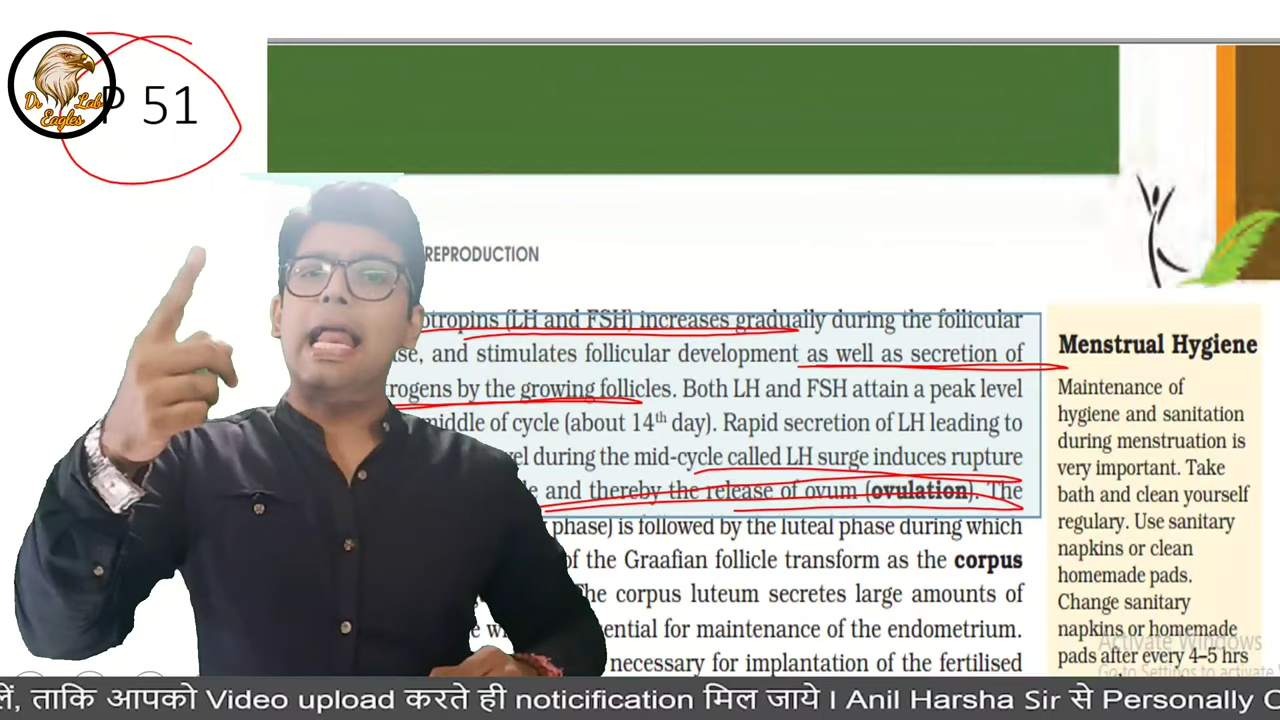 Dr Lab
Eagles
P 51
REPRODUCTION
(LH and FSH) increases gradually during the follicular
and stimulates follicular development as well as secretion of
by the growing follicles. Both LH and FSH attain a peak level
middle of cycle (about 14th day). Rapid secretion of LH leading to
during the mid-cycle called LH surge induces rupture
and thereby the release of ovum (ovulation). The
phase) is followed by the luteal phase during which
of the Graafian follicle transform as the corpus
The corpus luteum secretes large amounts of
for maintenance of the endometrium.
necessary for implantation of the fertilised
Menstrual Hygiene
Maintenance of
hygiene and sanitation
during menstruation is
very important. Take
bath and clean yourself
regulary. Use sanitary
napkins or clean
homemade pads.
Change sanitary
napkins or homemade
pads after every 4–5 hrs
Activate Windows
Go to Settings to activate
ताकि आपको Video upload करते ही noticification मिल जाये । Anil Harsha Sir से Personally